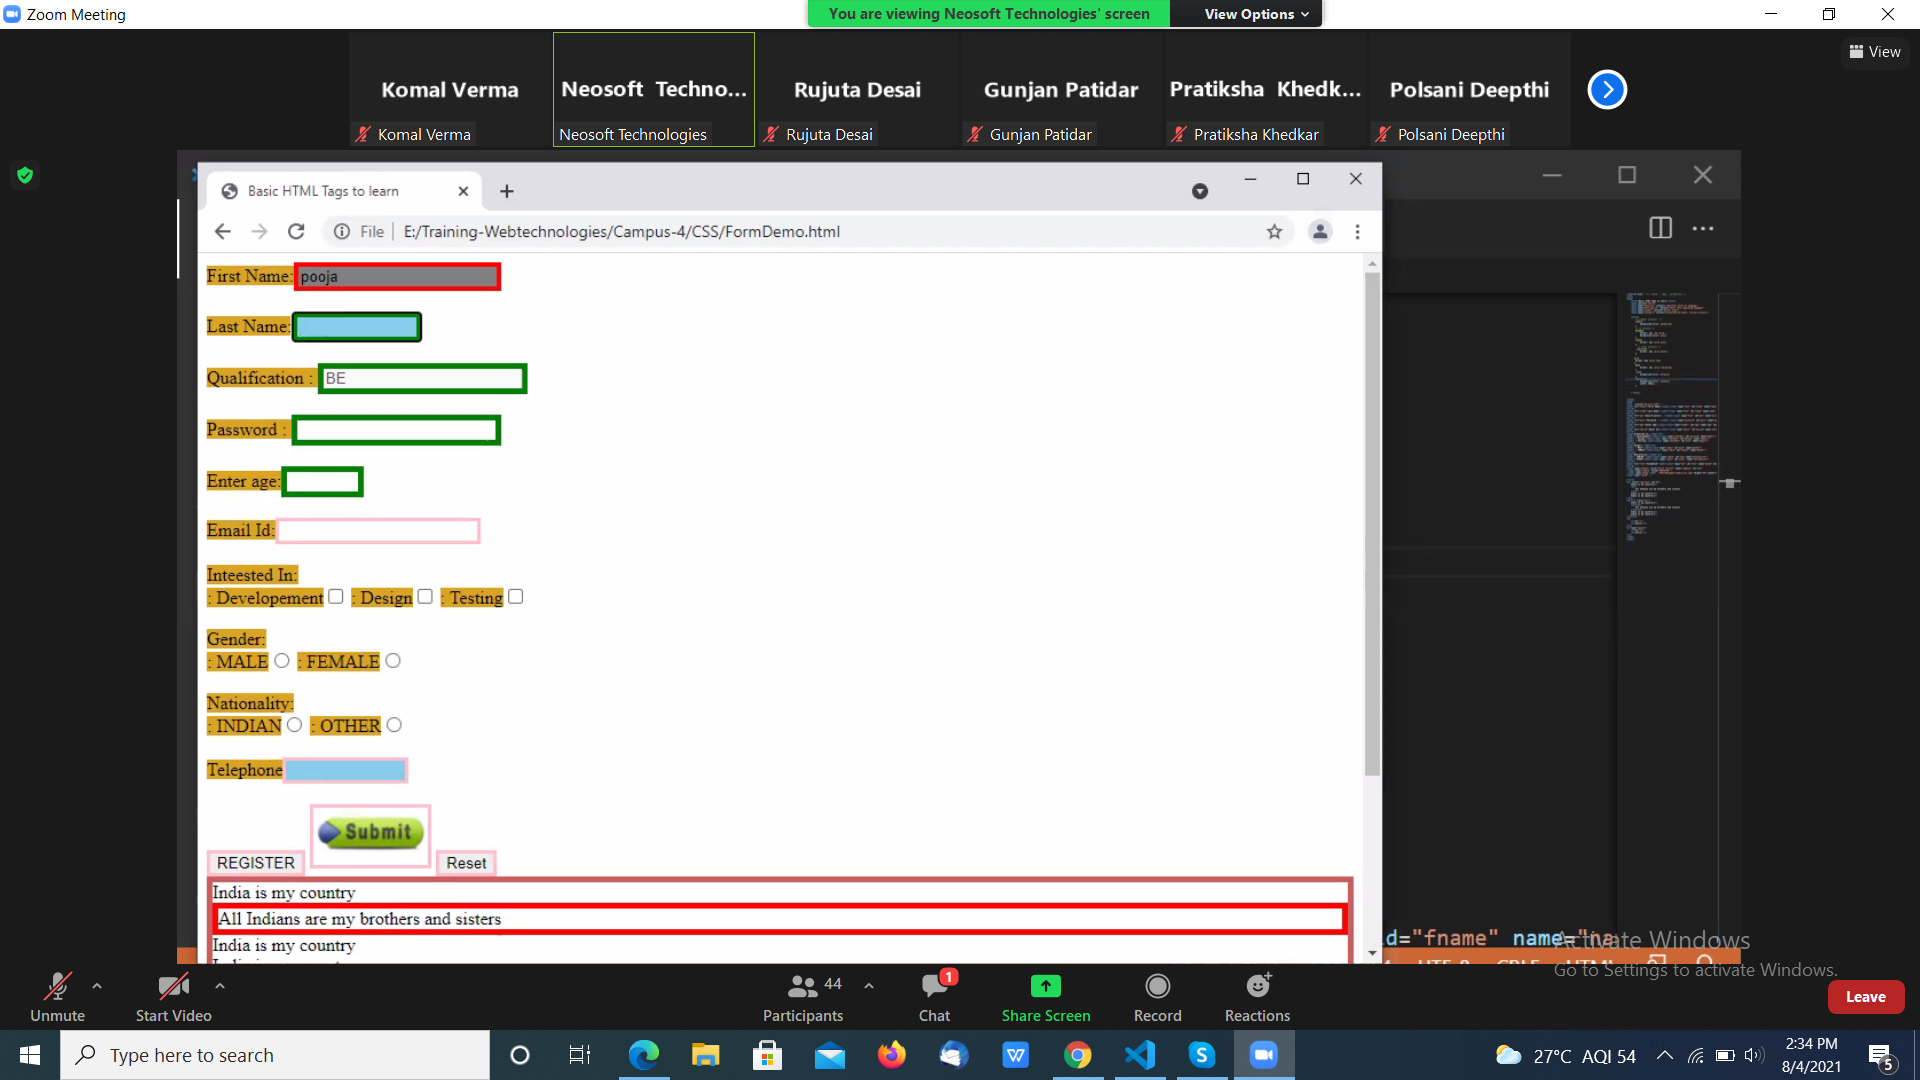 Zoom Meeting
You are viewing Neosoft Technologies' screen
View Options
View
Komal Verma
Neosoft Techno...
Rujuta Desai
Gunjan Patidar
Pratiksha Khedk...
Polsani Deepthi
Komal Verma
Neosoft Technologies
Rujuta Desai
Gunjan Patidar
Pratiksha Khedkar
Polsani Deepthi
Basic HTML Tags to learn
File
E:/Training-Webtechnologies/Campus-4/CSS/FormDemo.html
First Name: pooja
Last Name:
Qualification : BE
Password :
Enter age:
Email Id:
Inteested In:
: Developement : Design : Testing
Gender:
: MALE : FEMALE
Nationality:
: INDIAN : OTHER
Telephone
Submit
REGISTER
Reset
India is my country
All Indians are my brothers and sisters
India is my country
d="fname" name="na
Activate Windows
Go to Settings to activate Windows.
Unmute
Start Video
44
Participants
1
Chat
Share Screen
Record
Reactions
Leave
Type here to search
27°C AQI 54
2:34 PM
8/4/2021
5